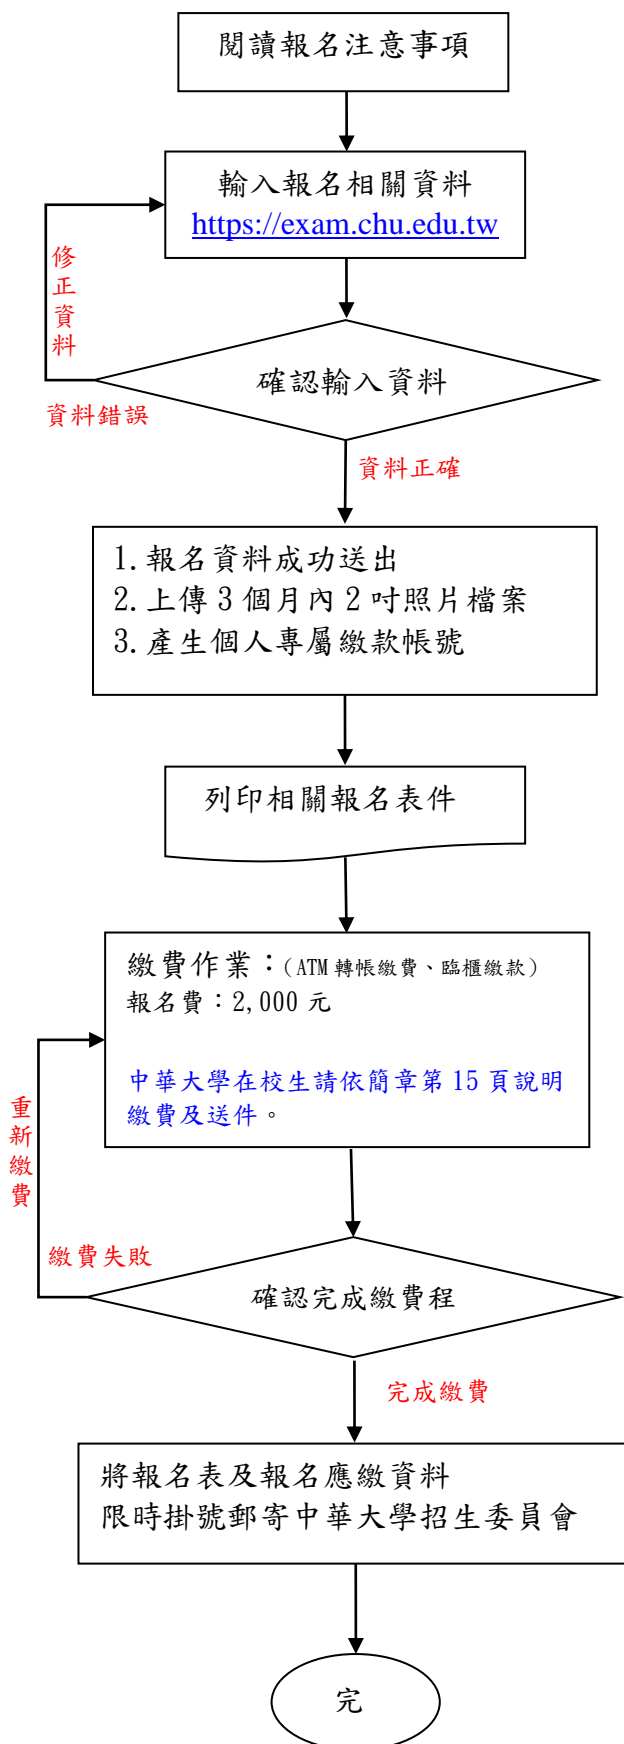 閱讀報名注意事項
輸入報名相關資料
https://exam.chu.edu.tw
修正資料
確認輸入資料
資料錯誤
資料正確
1.報名資料成功送出
2.上傳 3 個月內 2 吋照片檔案
3.產生個人專屬繳款帳號
列印相關報名表件
繳費作業：（ATM 轉帳繳費、臨櫃繳款）
報名費：2,000 元
中華大學在校生請依簡章第 15 頁說明
繳費及送件。
重新繳費
繳費失敗
確認完成繳費程
完成繳費
將報名表及報名應繳資料
限時掛號郵寄中華大學招生委員會
完